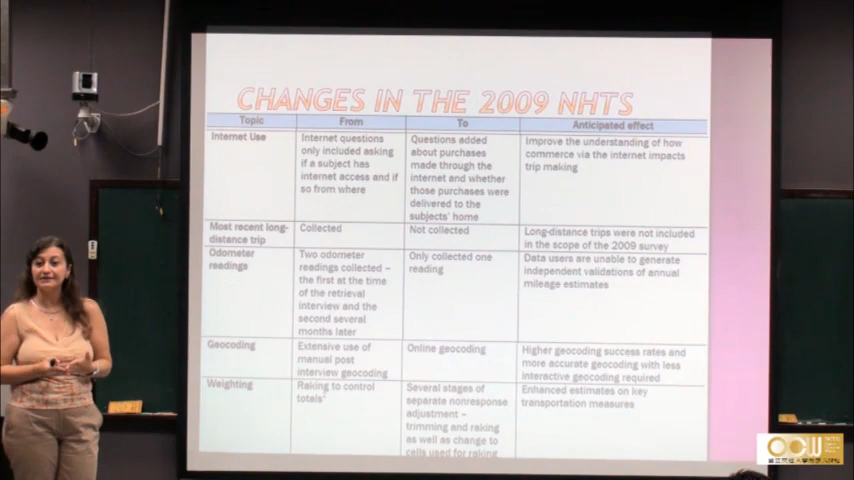 CHANGES IN THE 2009 NHTS
Topic
From
To
Anticipated effect
Internet Use
Internet questions
only included asking
if a subject has
internet access and if
so from where
Questions added
about purchases
made through the
internet and whether
those purchases were
delivered to the
subjects' home
Improve the understanding of how
commerce via the internet impacts
trip making
Most recent long-
distance trip
Collected
Not collected
Long-distance trips were not included
in the scope of the 2009 survey
Odometer
readings
Two odometer
readings collected –
the first at the time
of the retrieval
interview and the
second several
months later
Only collected one
reading
Data users are unable to generate
independent validations of annual
mileage estimates
Geocoding
Extensive use of
manual post
interview geocoding
Online geocoding
Higher geocoding success rates and
more accurate geocoding with less
interactive geocoding required
Weighting
Raking to control
totals'
Several stages of
separate nonresponse
adjustment –
trimming and raking
as well as change to
cells used for raking
Enhanced estimates on key
transportation measures
OCW